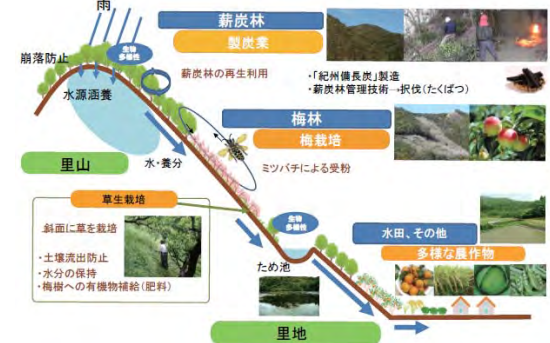 雨
薪炭林
製炭業
生物
多様性
崩落防止
薪炭林の再生利用
・「紀州備長炭」製造
・薪炭林管理技術→択伐(たくばつ)
水源涵養
梅林
梅栽培
里山
水・養分
ミツバチによる受粉
草生栽培
斜面に草を栽培
・土壌流出防止
・水分の保持
・梅樹への有機物補給(肥料)
生物
多様性
水田、その他
多様な農作物
ため池
里地